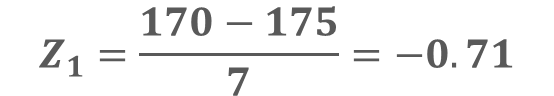 Z₁ = (170 − 175) / 7 = −0.71